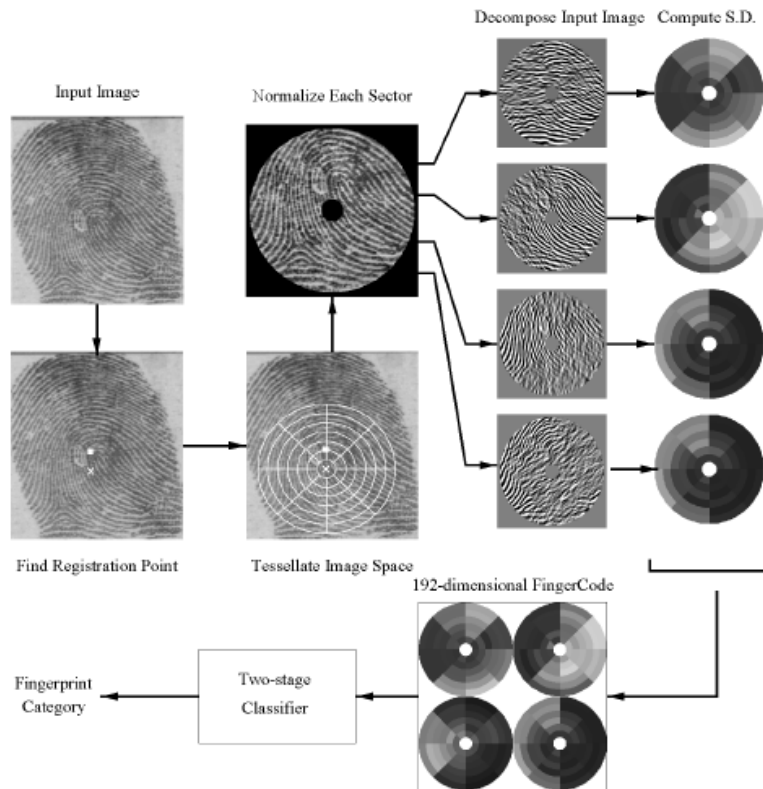 Decompose Input Image
Compute S.D.
Input Image
Normalize Each Sector
Find Registration Point
Tessellate Image Space
192-dimensional FingerCode
Two-stage
Classifier
Fingerprint
Category